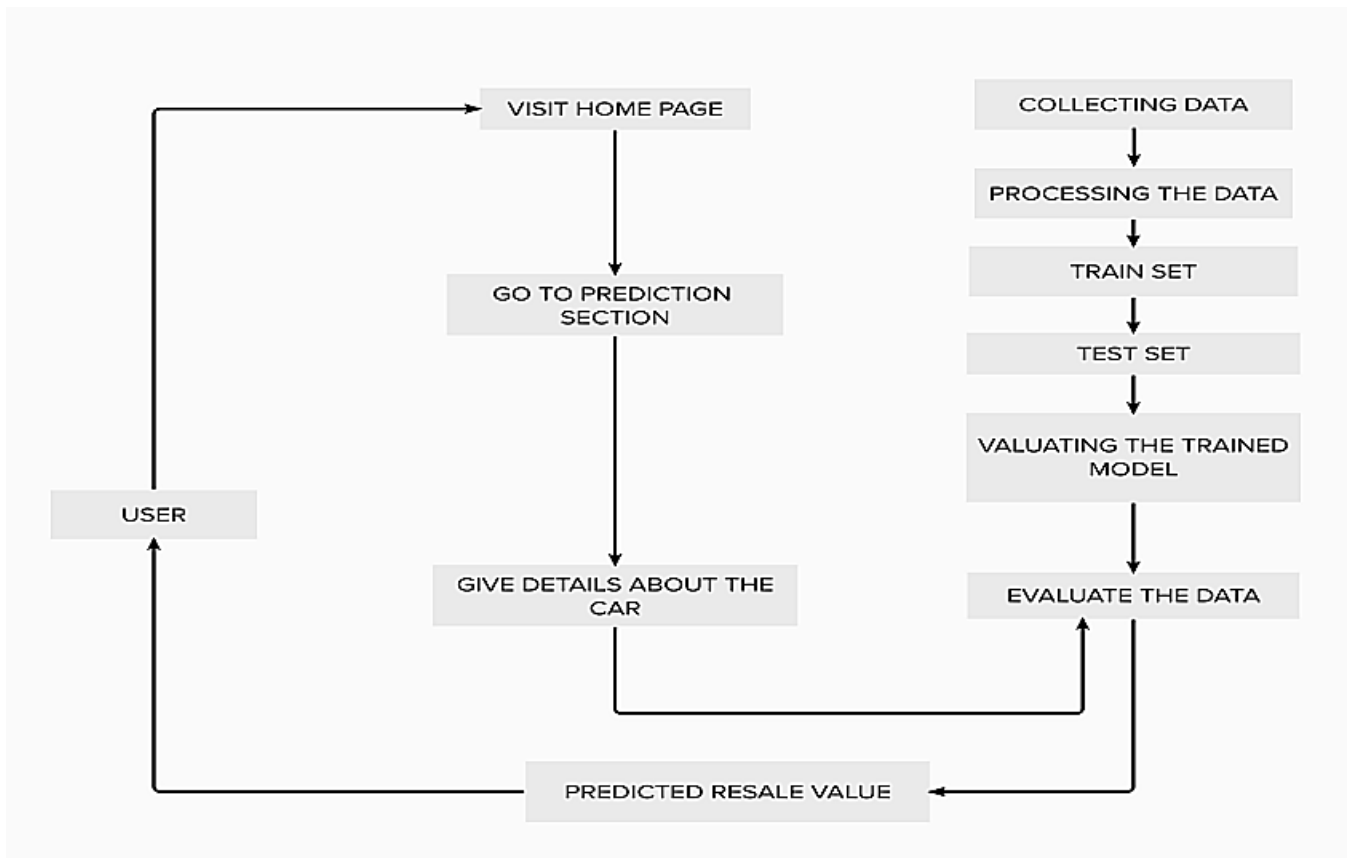 VISIT HOME PAGE
GO TO PREDICTION
SECTION
GIVE DETAILS ABOUT THE
CAR
USER
COLLECTING DATA
PROCESSING THE DATA
TRAIN SET
TEST SET
VALUATING THE TRAINED
MODEL
EVALUATE THE DATA
PREDICTED RESALE VALUE